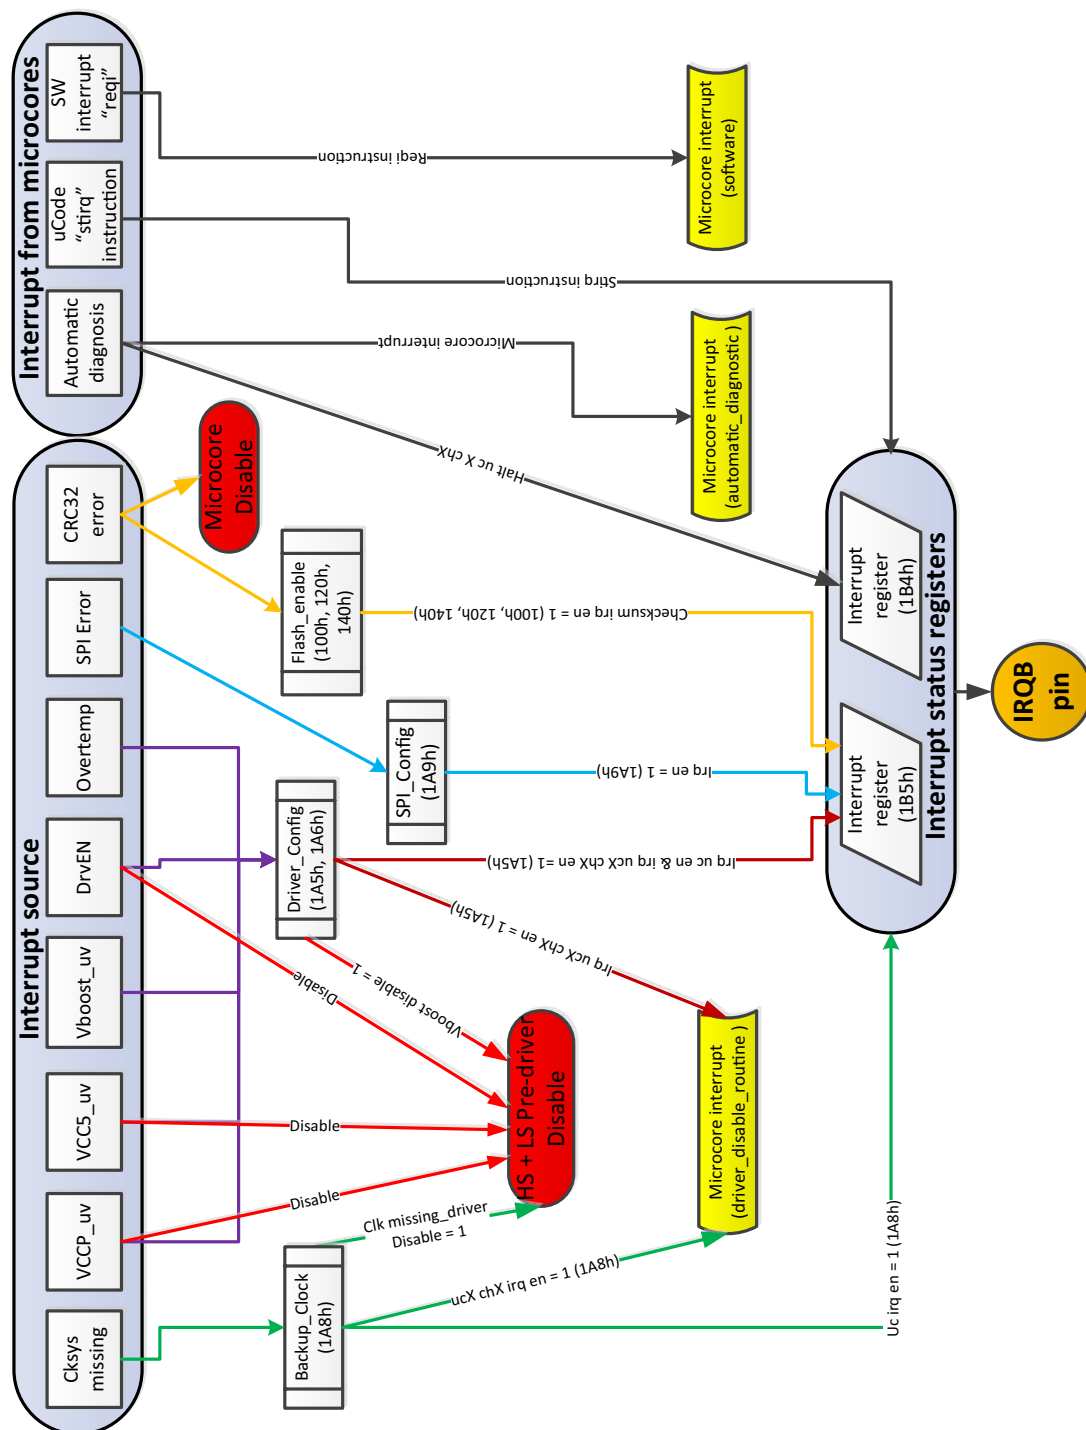 Interrupt source
Cksys
missing
VCCP_uv
VCC5_uv
Vboost_uv
DrvEN
Overtemp
SPI Error
CRC32
error
Interrupt from microcores
Automatic
diagnosis
uCode
“stirq”
instruction
SW
interrupt
“reqi”
Microcore
Disable
Flash_enable
(100h, 120h,
140h)
SPI_Config
(1A9h)
Driver_Config
(1A5h, 1A6h)
Backup_Clock
(1A8h)
Disable
Disable
Disable
Vboost disable = 1
Clk missing_driver
Disable = 1
HS + LS Pre-driver
Disable
ucX chX irq en = 1 (1A8h)
Irq ucX chX en = 1 (1A5h)
Irq uc en & irq ucX chX en =1 (1A5h)
Irq en = 1 (1A9h)
Checksum irq en = 1 (100h, 120h, 140h)
Halt uc X chX
Microcore interrupt
Stirq instruction
Reqi instruction
Microcore interrupt
(driver_disable_routine )
Microcore interrupt
(automatic_diagnostic )
Microcore interrupt
(software)
Uc irq en = 1 (1A8h)
Interrupt
register
(1B5h)
Interrupt
register
(1B4h)
Interrupt status registers
IRQB
pin